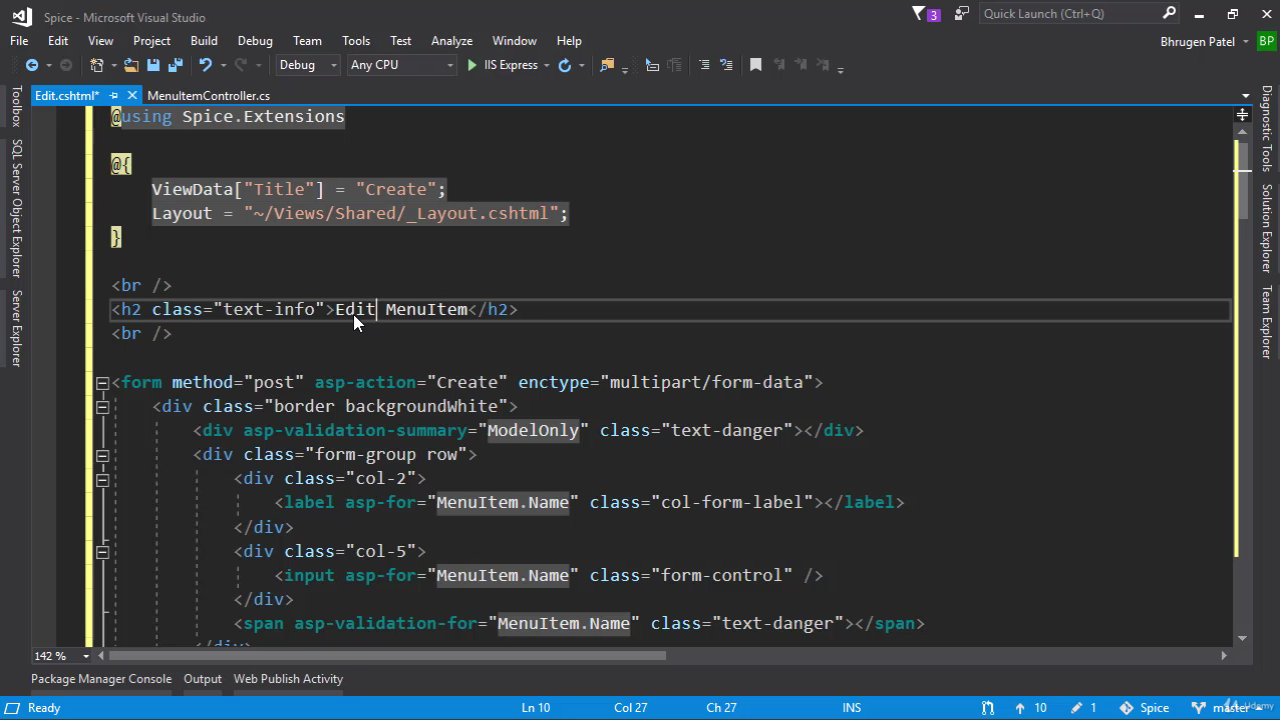 Spice - Microsoft Visual Studio
3
Quick Launch (Ctrl+Q)
File Edit View Project Build Debug Team Tools Test Analyze Window Help
Bhrugen Patel
BP
Debug
Any CPU
IIS Express
Edit.cshtml*
MenuItemController.cs
Toolbox
SQL Server Object Explorer
Server Explorer
Diagnostic Tools
Solution Explorer
Team Explorer
@using Spice.Extensions
@{
ViewData["Title"] = "Create";
Layout = "~/Views/Shared/_Layout.cshtml";
}
<br />
<h2 class="text-info">Edit MenuItem</h2>
<br />
<form method="post" asp-action="Create" enctype="multipart/form-data">
<div class="border backgroundWhite">
<div asp-validation-summary="ModelOnly" class="text-danger"></div>
<div class="form-group row">
<div class="col-2">
<label asp-for="MenuItem.Name" class="col-form-label"></label>
</div>
<div class="col-5">
<input asp-for="MenuItem.Name" class="form-control" />
</div>
<span asp-validation-for="MenuItem.Name" class="text-danger"></span>
</div>
142 %
Package Manager Console Output Web Publish Activity
Ready
Ln 10
Col 27
Ch 27
INS
10
1
Spice
master
Udemy